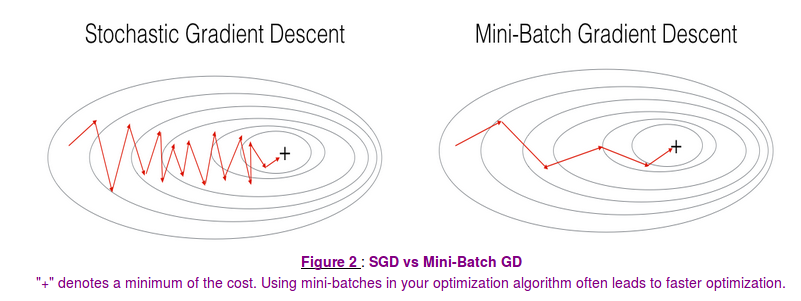 Stochastic Gradient Descent
Mini-Batch Gradient Descent
+
+
Figure 2 : SGD vs Mini-Batch GD
"+" denotes a minimum of the cost. Using mini-batches in your optimization algorithm often leads to faster optimization.